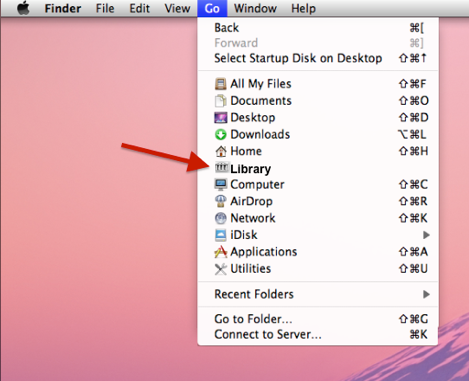 Finder File Edit View Go Window Help
Back ⌘[
Forward ⌘]
Select Startup Disk on Desktop ⇧⌘↑
All My Files ⇧⌘F
Documents ⇧⌘O
Desktop ⇧⌘D
Downloads ⌥⌘L
Home ⇧⌘H
Library
Computer ⇧⌘C
AirDrop ⇧⌘R
Network ⇧⌘K
iDisk
Applications ⇧⌘A
Utilities ⇧⌘U
Recent Folders
Go to Folder... ⇧⌘G
Connect to Server... ⌘K